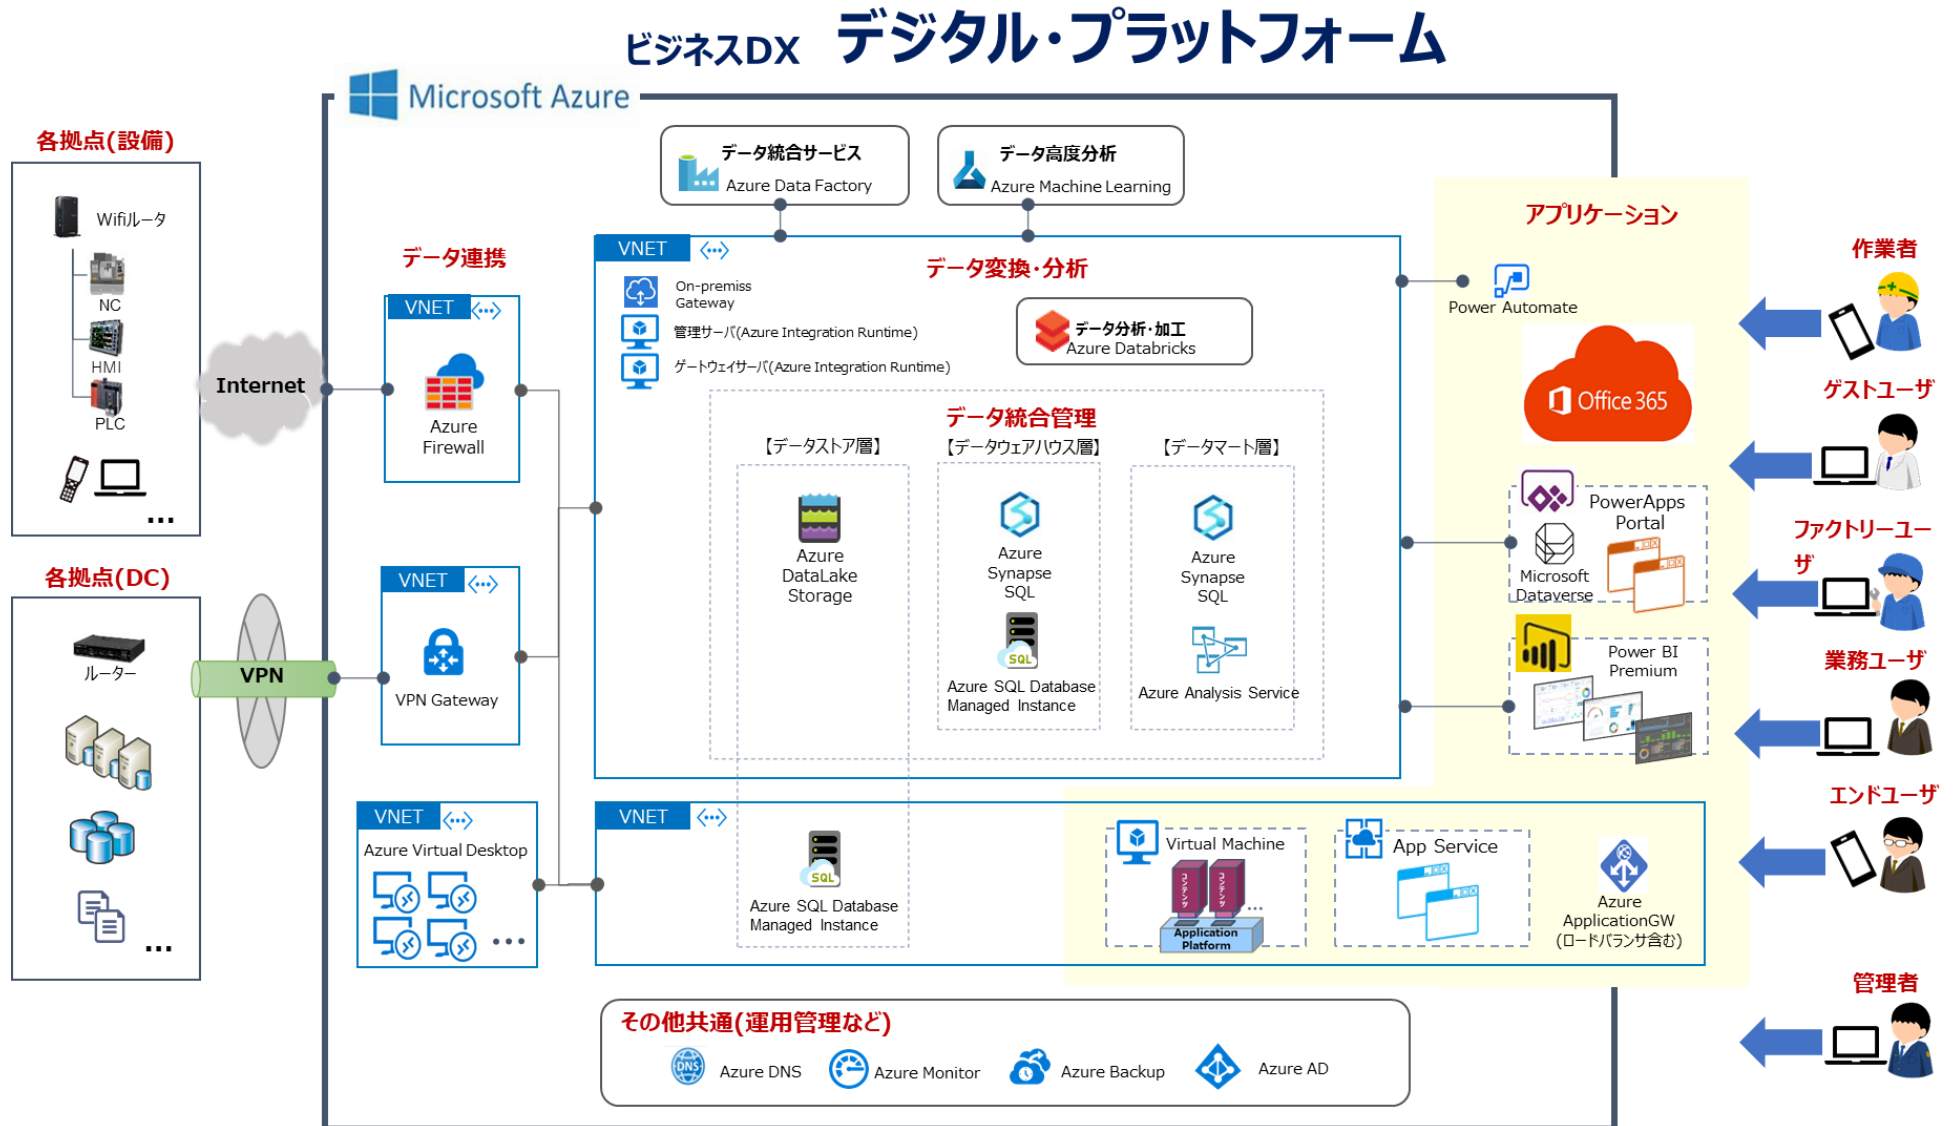 ビジネスDX デジタル・プラットフォーム
Microsoft Azure
各拠点(設備)
Wifiルータ
NC
HMI
PLC
...
Internet
各拠点(DC)
ルーター
...
VPN
データ連携
VNET
Azure
Firewall
VNET
VPN Gateway
VNET
Azure Virtual Desktop
...
データ統合サービス
Azure Data Factory
データ高度分析
Azure Machine Learning
VNET
データ変換・分析
On-premiss
Gateway
管理サーバ(Azure Integration Runtime)
ゲートウェイサーバ(Azure Integration Runtime)
データ分析・加工
Azure Databricks
データ統合管理
【データストア層】
【データウェアハウス層】
【データマート層】
Azure
DataLake
Storage
Azure
Synapse
SQL
SQL
Azure SQL Database
Managed Instance
Azure
Synapse
SQL
Azure Analysis Service
VNET
SQL
Azure SQL Database
Managed Instance
Virtual Machine
コンテンツ
コンテンツ
...
Application
Platform
App Service
Azure
ApplicationGW
(ロードバランサ含む)
アプリケーション
Power Automate
Office 365
PowerApps
Portal
Microsoft
Dataverse
Power BI
Premium
作業者
ゲストユーザ
ファクトリーユー
ザ
業務ユーザ
エンドユーザ
管理者
その他共通(運用管理など)
DNS
Azure DNS
Azure Monitor
Azure Backup
Azure AD